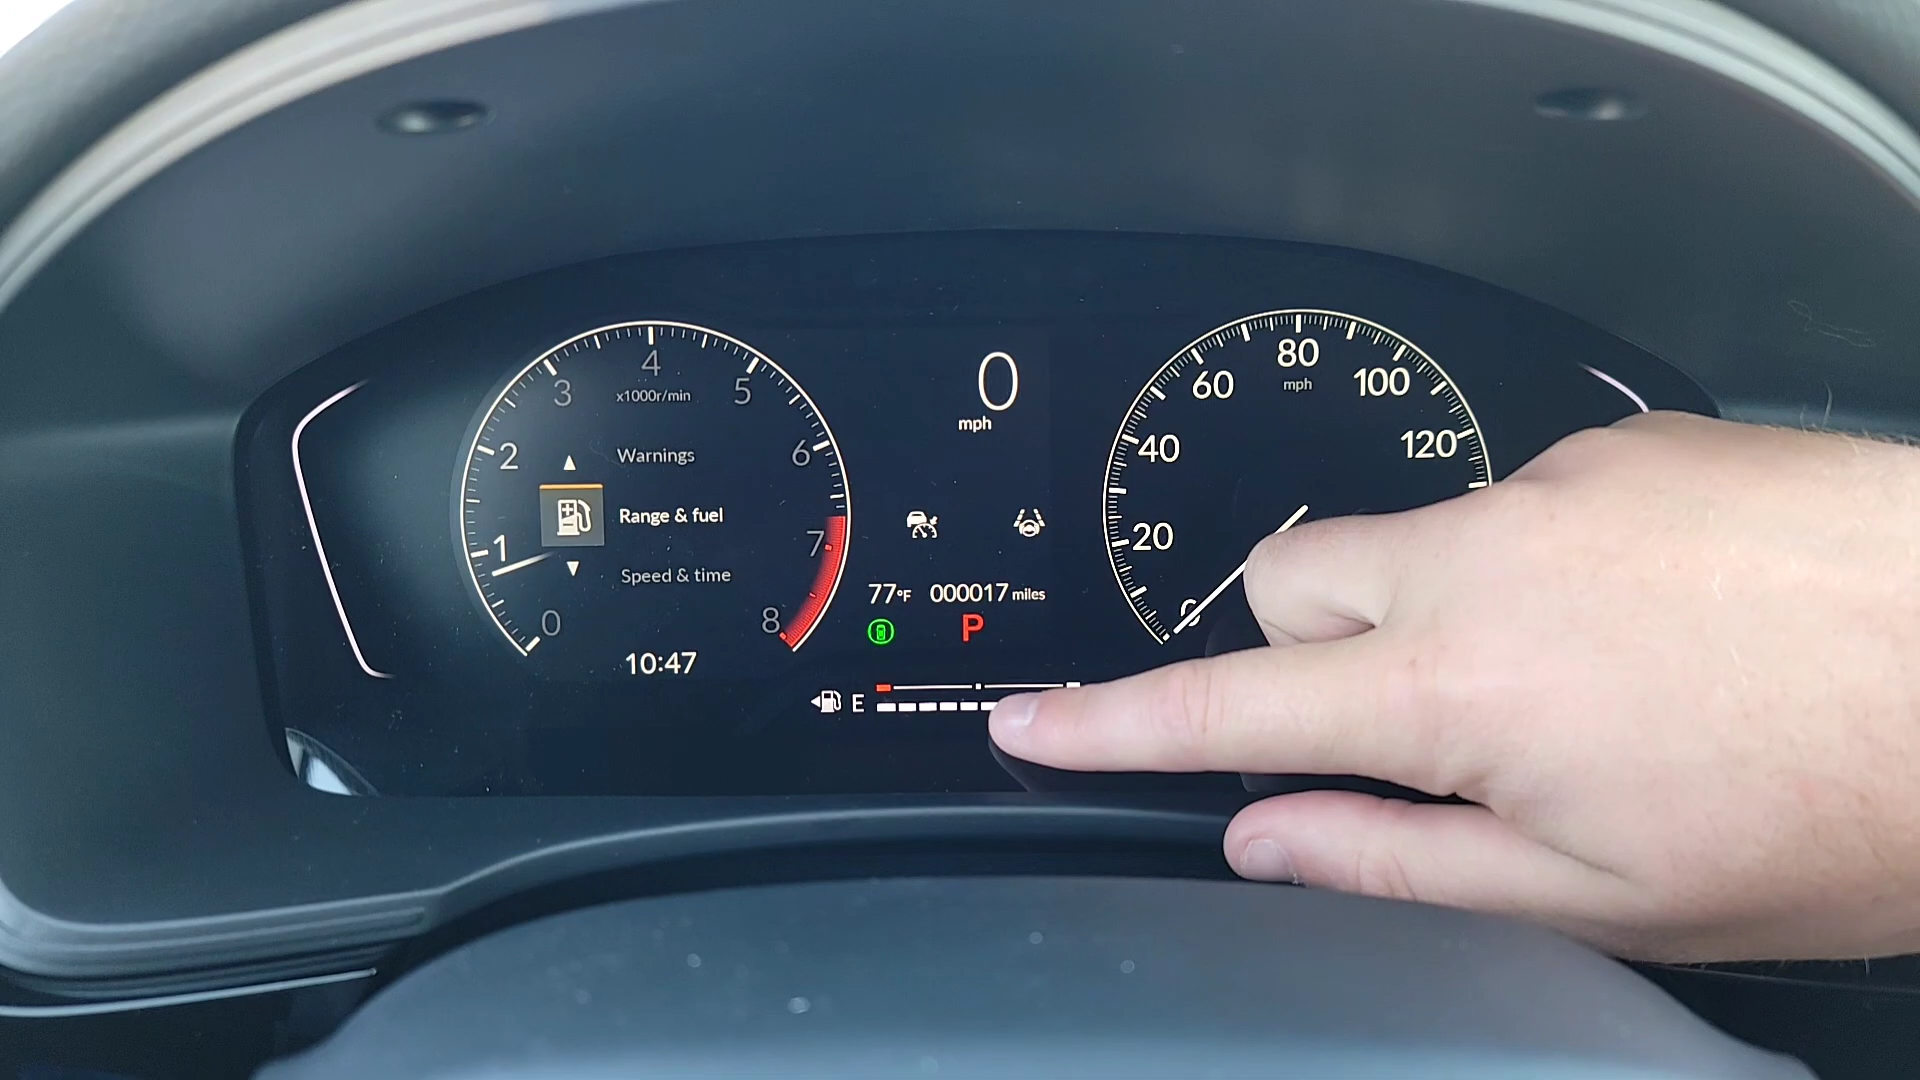 4
3
5
x1000r/min
2
6
Warnings
Range & fuel
1
7
Speed & time
0
8
10:47
0
mph
77°F 000017 miles
P
E
80
60
mph
100
40
120
20